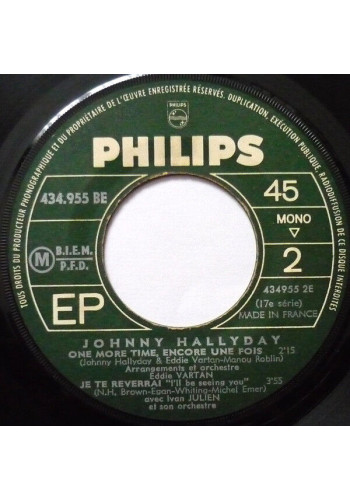 TOUS DROITS DU PRODUCTEUR PHONOGRAPHIQUE ET DU PROPRIÉTAIRE DE L'ŒUVRE ENREGISTRÉE RÉSERVÉS. DUPLICATION, EXÉCUTION PUBLIQUE, RADIODIFFUSION DE CE DISQUE INTERDITES
PHILIPS
PHILIPS
434.955 BE
45
MONO
2
M B.I.E.M.
P.F.D.
EP
434955 2E
(17e série)
MADE IN FRANCE
JOHNNY HALLYDAY
ONE MORE TIME, ENCORE UNE FOIS 2'15
(Johnny Hallyday & Eddie Vartan-Manou Roblin)
Arrangements et orchestre
Eddie VARTAN
JE TE REVERRAI "I'll be seeing you" 3'55
(N.H. Brown-Egan-Whiting-Michel Emer)
avec Ivan JULIEN
et son orchestre